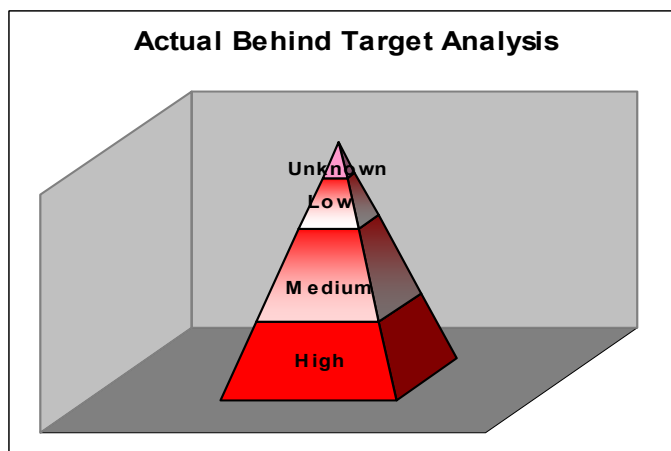 Actual Behind Target Analysis
Unknown
Low
Medium
High